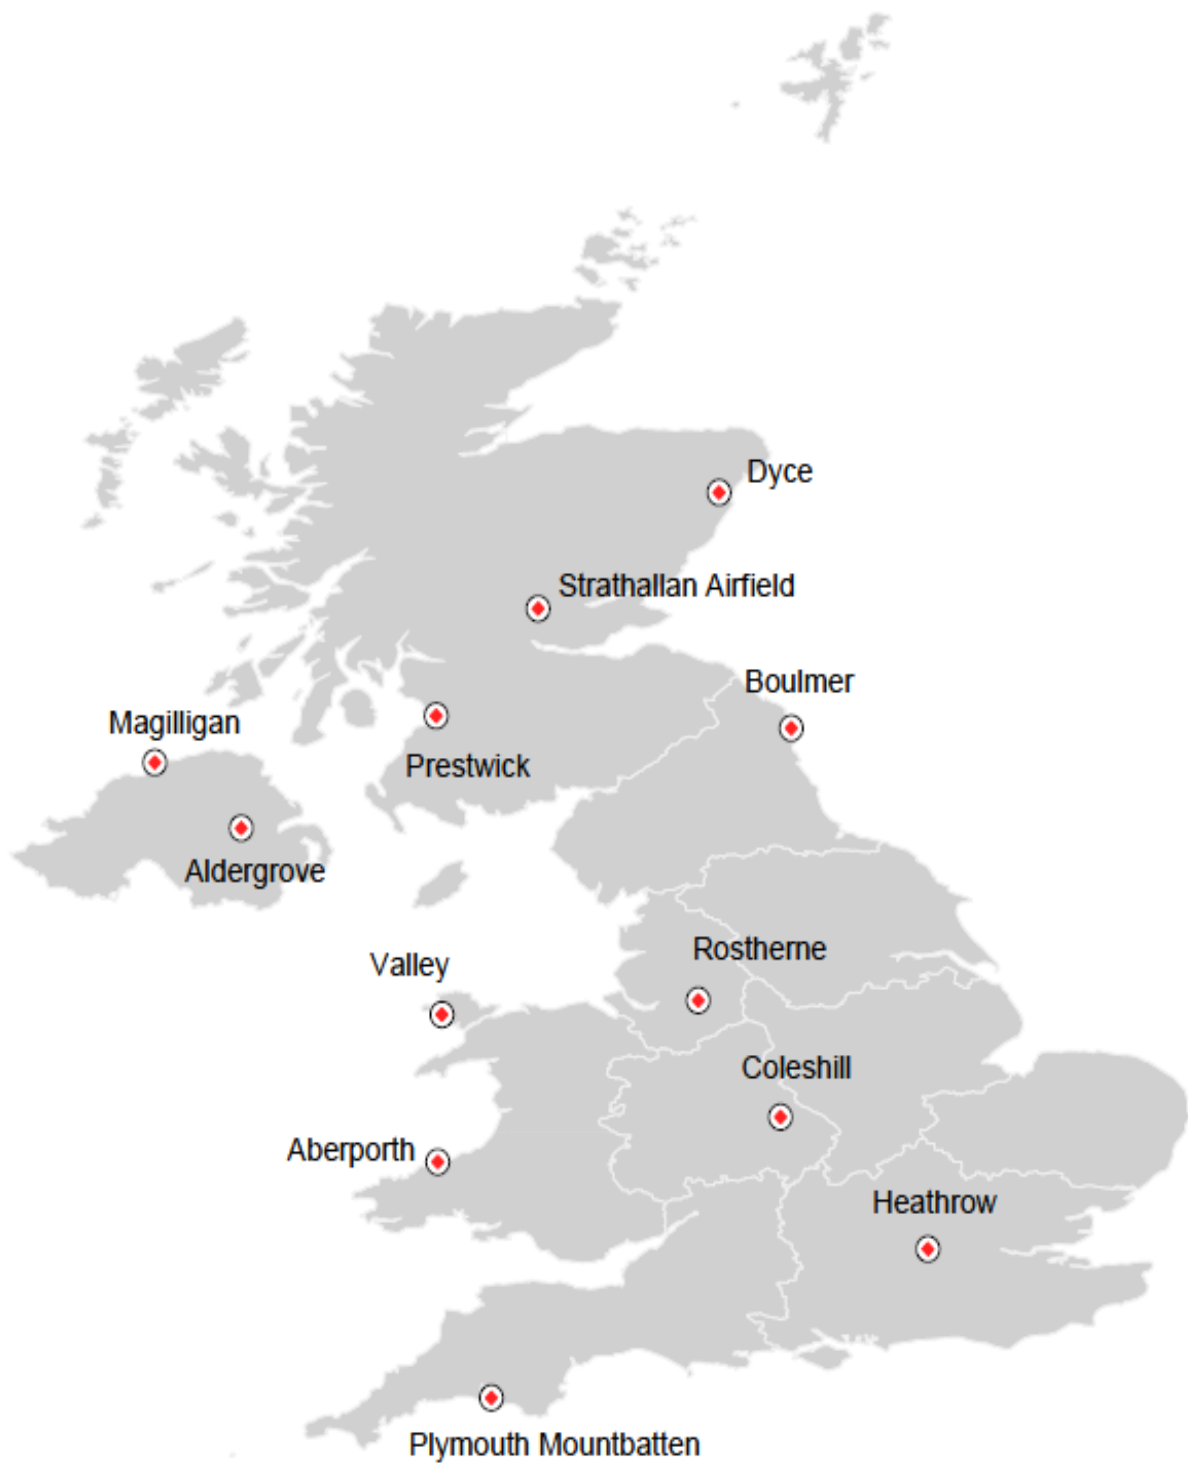 Dyce
Strathallan Airfield
Boulmer
Magilligan
Prestwick
Aldergrove
Rostherne
Valley
Coleshill
Aberporth
Heathrow
Plymouth Mountbatten